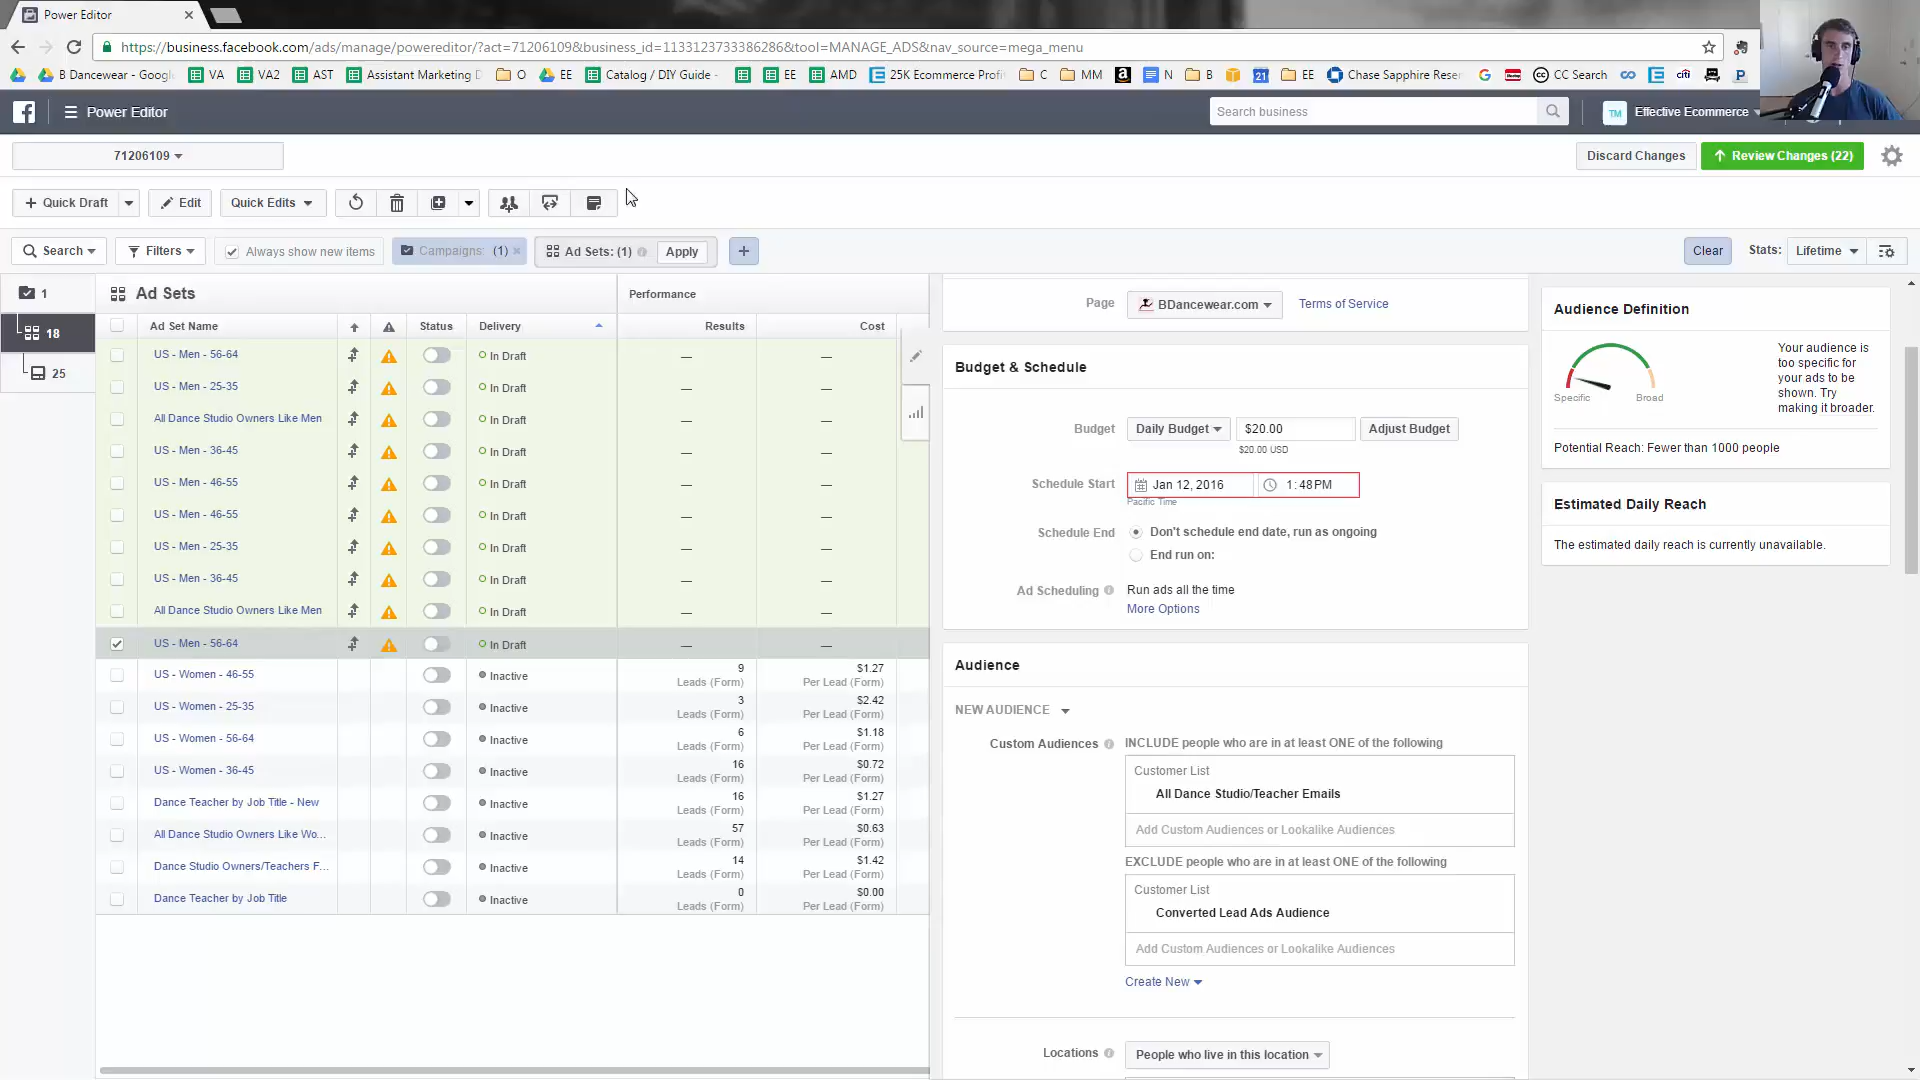 Power Editor
https://business.facebook.com/ads/manage/powereditor/?act=71206109&business_id=1133123733386286&tool=MANAGE_ADS&nav_source=mega_menu
B Dancewear - Google VA VA2 AST Assistant Marketing O EE Catalog / DIY Guide - EE AMD 25K Ecommerce Profi C MM N B 21 EE Chase Sapphire Reser CC Search citi
Power Editor
Search business
TM Effective Ecommerce
71206109
Discard Changes
Review Changes (22)
+ Quick Draft
Edit
Quick Edits
Search
Filters
Always show new items
Campaigns: (1) ×
Ad Sets: (1)
Apply
+
Clear
Stats:
Lifetime
1
18
25
Ad Sets
Performance
Ad Set Name Status Delivery Results Cost
US - Men - 56-64 In Draft — —
US - Men - 25-35 In Draft — —
All Dance Studio Owners Like Men In Draft — —
US - Men - 36-45 In Draft — —
US - Men - 46-55 In Draft — —
US - Men - 46-55 In Draft — —
US - Men - 25-35 In Draft — —
US - Men - 36-45 In Draft — —
All Dance Studio Owners Like Men In Draft — —
US - Men - 56-64 In Draft — —
US - Women - 46-55 Inactive 9 $1.27
Leads (Form) Per Lead (Form)
US - Women - 25-35 Inactive 3 $2.42
Leads (Form) Per Lead (Form)
US - Women - 56-64 Inactive 6 $1.18
Leads (Form) Per Lead (Form)
US - Women - 36-45 Inactive 16 $0.72
Leads (Form) Per Lead (Form)
Dance Teacher by Job Title - New Inactive 16 $1.27
Leads (Form) Per Lead (Form)
All Dance Studio Owners Like Wo... Inactive 57 $0.63
Leads (Form) Per Lead (Form)
Dance Studio Owners/Teachers F... Inactive 14 $1.42
Leads (Form) Per Lead (Form)
Dance Teacher by Job Title Inactive 0 $0.00
Leads (Form) Per Lead (Form)
Page BDancewear.com Terms of Service
Budget & Schedule
Budget Daily Budget $20.00 Adjust Budget
$20.00 USD
Schedule Start Jan 12, 2016 1:48PM
Pacific Time
Schedule End Don't schedule end date, run as ongoing
End run on:
Ad Scheduling Run ads all the time
More Options
Audience
NEW AUDIENCE
Custom Audiences INCLUDE people who are in at least ONE of the following
Customer List
All Dance Studio/Teacher Emails
Add Custom Audiences or Lookalike Audiences
EXCLUDE people who are in at least ONE of the following
Customer List
Converted Lead Ads Audience
Add Custom Audiences or Lookalike Audiences
Create New
Locations People who live in this location
Audience Definition
Your audience is
too specific for
your ads to be
shown. Try
making it broader.
Specific Broad
Potential Reach: Fewer than 1000 people
Estimated Daily Reach
The estimated daily reach is currently unavailable.